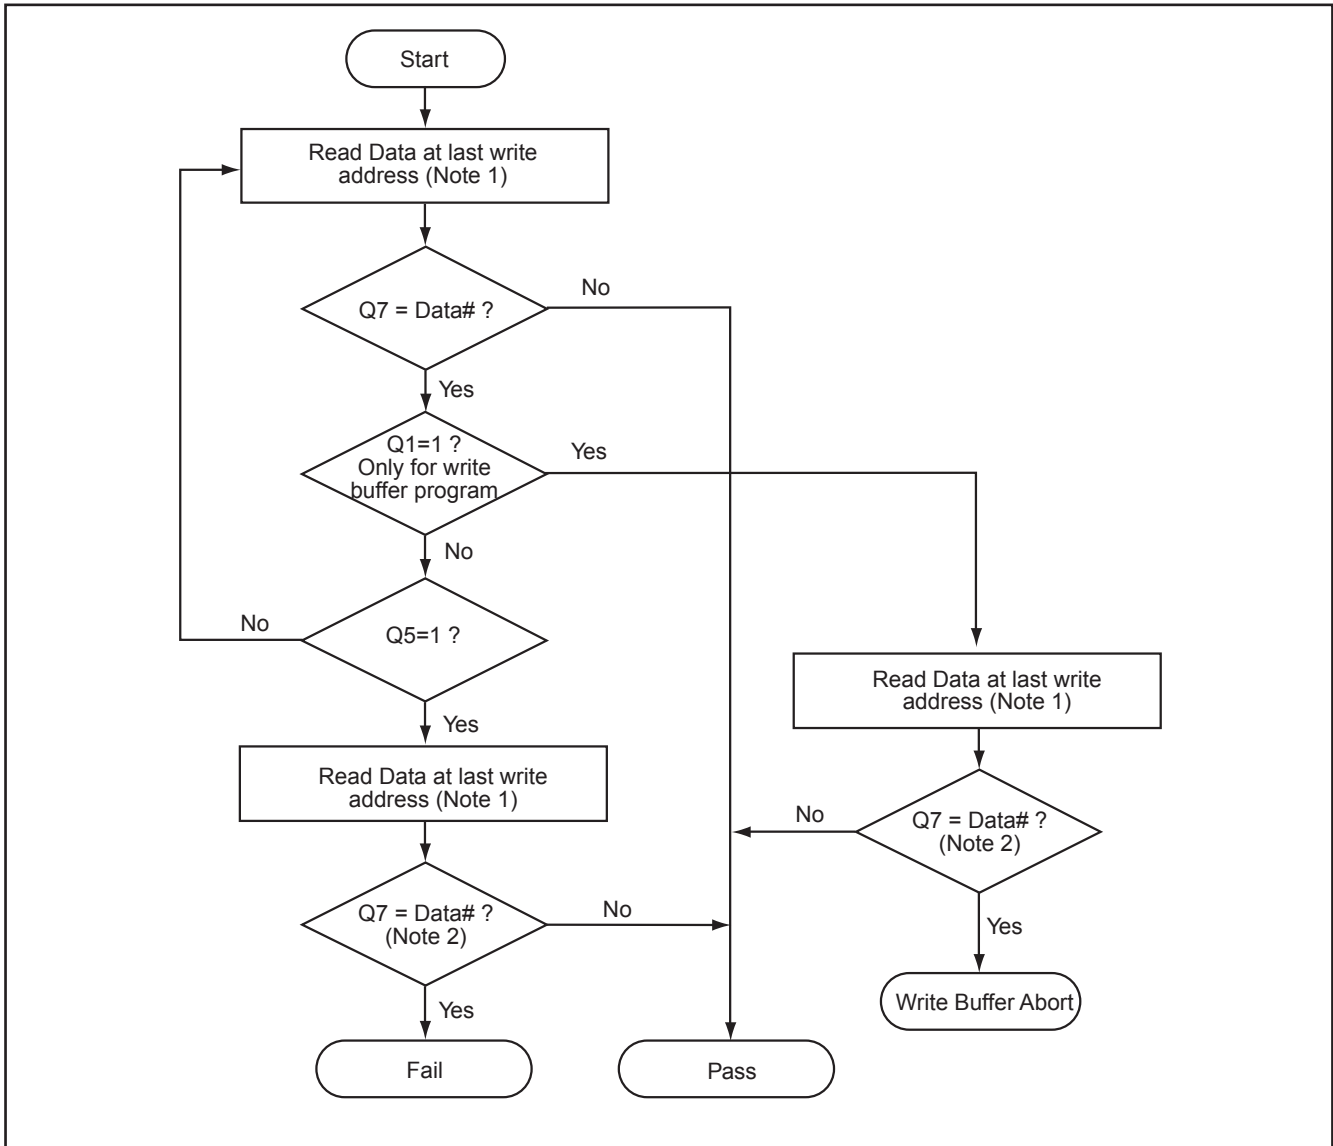 Start
Read Data at last write
address (Note 1)
Q7 = Data# ?
No
Yes
Q1=1 ?
Only for write
buffer program
Yes
No
Q5=1 ?
No
Yes
Read Data at last write
address (Note 1)
Read Data at last write
address (Note 1)
Q7 = Data# ?
(Note 2)
No
Yes
Q7 = Data# ?
(Note 2)
No
Yes
Write Buffer Abort
Fail
Pass